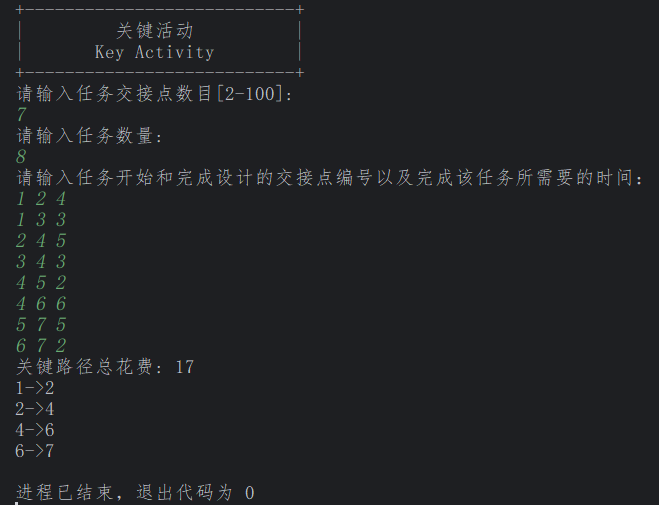 +---------------------------+
|         关键活动          |
|       Key Activity        |
+---------------------------+
请输入任务交接点数目[2-100]:
7
请输入任务数量:
8
请输入任务开始和完成设计的交接点编号以及完成该任务所需要的时间:
1 2 4
1 3 3
2 4 5
3 4 3
4 5 2
4 6 6
5 7 5
6 7 2
关键路径总花费: 17
1->2
2->4
4->6
6->7
进程已结束，退出代码为 0